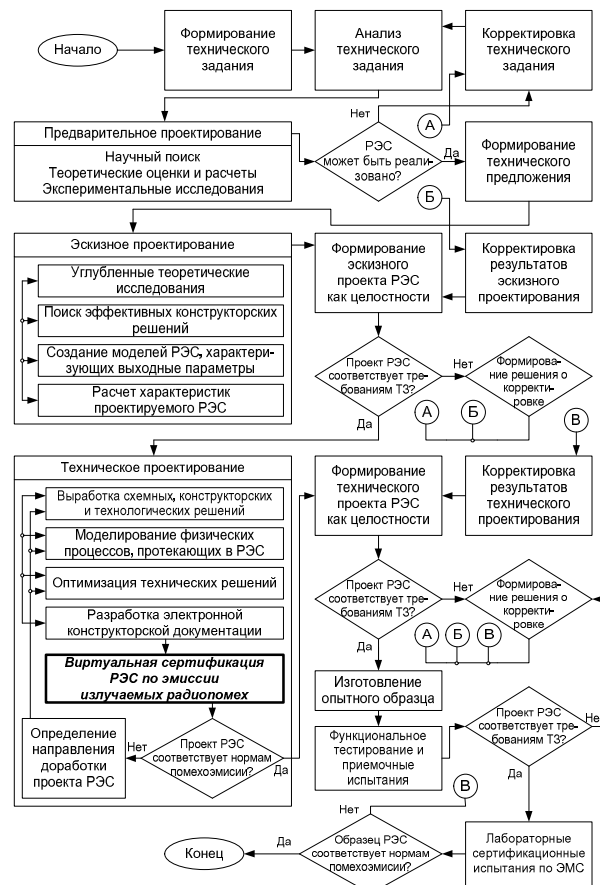 Начало
Формирование
технического
задания
Анализ
технического
задания
Корректировка
технического
задания
Нет
А
Предварительное проектирование
Научный поиск
Теоретические оценки и расчеты
Экспериментальные исследования
РЭС
может быть реали-
зовано?
Да
Формирование
технического
предложения
Б
Эскизное проектирование
Углубленные теоретические
исследования
Поиск эффективных конструкторских
решений
Создание моделей РЭС, характери-
зующих выходные параметры
Расчет характеристик
проектируемого РЭС
Формирование
эскизного
проекта РЭС
как целостности
Корректировка
результатов
эскизного
проектирования
Проект РЭС
соответствует тре-
бованиям ТЗ?
Нет
Формирова-
ние решения о
корректи-
ровке
Да
А
Б
В
Техническое проектирование
Выработка схемных, конструкторских
и технологических решений
Моделирование физических
процессов, протекающих в РЭС
Оптимизация технических решений
Разработка электронной
конструкторской документации
Виртуальная сертификация
РЭС по эмиссии
излучаемых радиопомех
Определение
направления
доработки
проекта РЭС
Нет
Проект РЭС
соответствует нормам
помехоэмисии?
Да
Формирование
технического
проекта РЭС
как целостности
Корректировка
результатов
технического
проектирования
Проект РЭС
соответствует тре-
бованиям ТЗ?
Нет
Формирова-
ние решения о
корректи-
ровке
Да
А
Б
В
Изготовление
опытного образца
Функциональное
тестирование и
приемочные
испытания
Проект РЭС
соответствует тре-
бованиям ТЗ?
Не
Да
В
Нет
Конец
Да
Образец РЭС
соответствует нормам
помехоэмисии?
Лабораторные
сертификационные
испытания по ЭМС